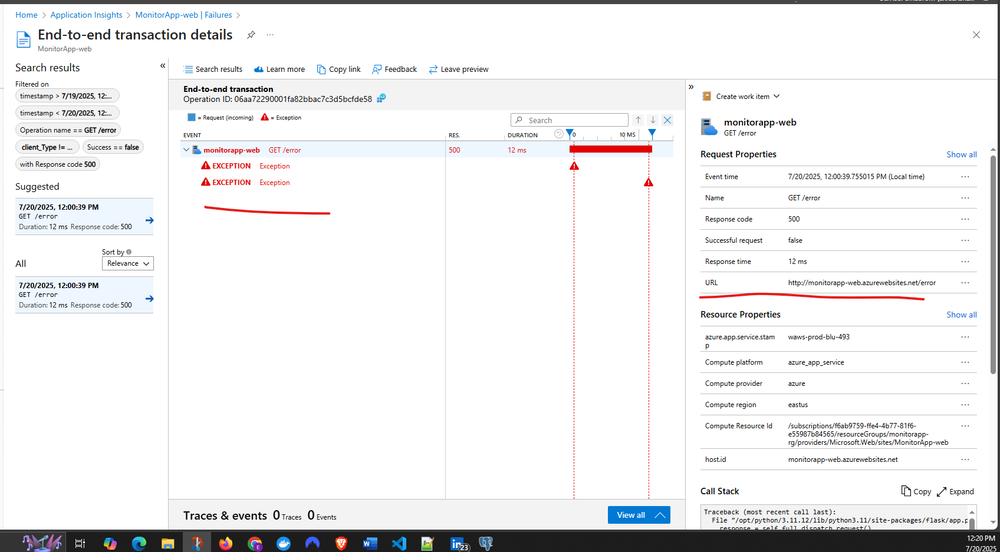 Home > Application Insights > MonitorApp-web | Failures >
End-to-end transaction details
MonitorApp-web
Search results
Filtered on
timestamp > 7/19/2025, 12:...
timestamp < 7/20/2025, 12:...
Operation name == GET /error
client_Type != ...
Success == false
with Response code 500
Suggested
7/20/2025, 12:00:39 PM
GET /error
Duration: 12 ms Response code: 500
Sort by
All
Relevance
7/20/2025, 12:00:39 PM
GET /error
Duration: 12 ms Response code: 500
Search results
Learn more
Copy link
Feedback
Leave preview
End-to-end transaction
Operation ID: 06aa72290001fa82bbac7c3d5bcfde58
= Request (incoming)
= Exception
Search
EVENT
RES.
DURATION
0
10 MS
monitorapp-web GET /error 500 12 ms
EXCEPTION Exception
EXCEPTION Exception
Traces & events 0 Traces 0 Events
View all
Create work item
monitorapp-web
GET /error
Request Properties
Show all
Event time 7/20/2025, 12:00:39.755015 PM (Local time)
Name GET /error
Response code 500
Successful request false
Response time 12 ms
URL http://monitorapp-web.azurewebsites.net/error
Resource Properties
Show all
azure.app.service.stam
p
waws-prod-blu-493
Compute platform azure_app_service
Compute provider azure
Compute region eastus
Compute Resource Id /subscriptions/f6ab9759-ffe4-4b77-81f6-
e55987b84565/resourceGroups/monitorapp-
rg/providers/Microsoft.Web/sites/MonitorApp-web
host.id monitorapp-web.azurewebsites.net
Call Stack
Copy
Expand
Traceback (most recent call last):
File "/opt/python/3.11.12/lib/python3.11/site-packages/flask/app.p
response = self.full_dispatch_request()
E
23
12:20 PM
7/20/2025